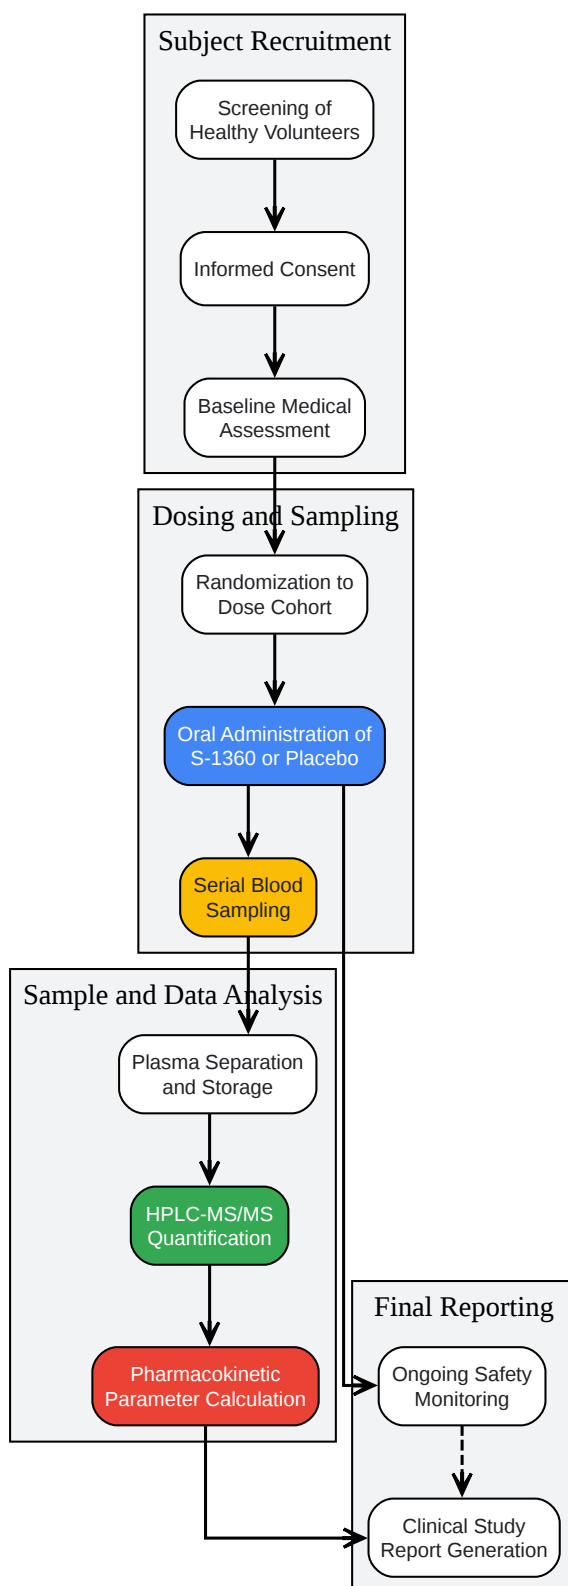 Subject Recruitment
Screening of
Healthy Volunteers
Informed Consent
Baseline Medical
Assessment
Dosing and Sampling
Randomization to
Dose Cohort
Oral Administration of
S-1360 or Placebo
Serial Blood
Sampling
Sample and Data Analysis
Plasma Separation
and Storage
HPLC-MS/MS
Quantification
Pharmacokinetic
Parameter Calculation
Final Reporting
Ongoing Safety
Monitoring
Clinical Study
Report Generation